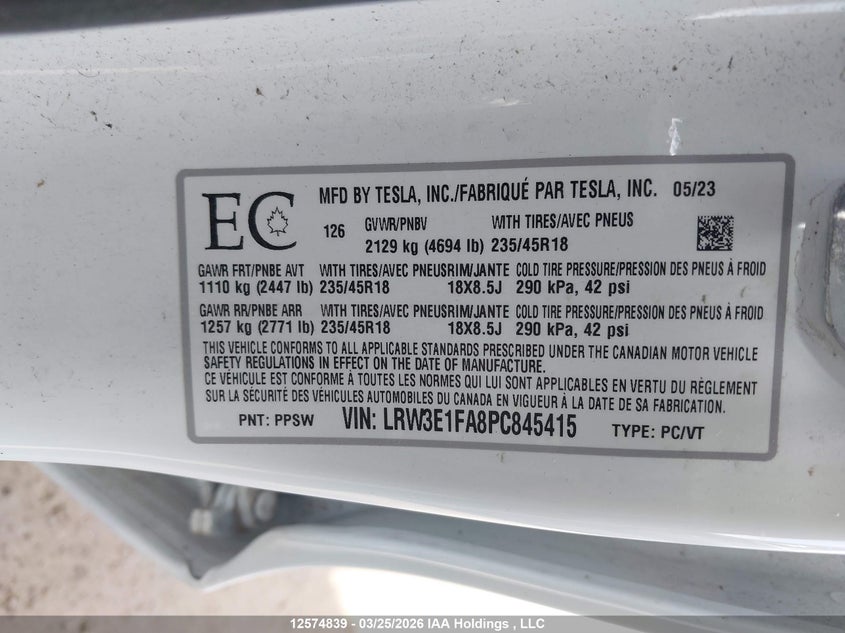 EC
MFD BY TESLA, INC./FABRIQUÉ PAR TESLA, INC. 05/23
126 GVWR/PNBV WITH TIRES/AVEC PNEUS
2129 kg (4694 lb) 235/45R18
GAWR FRT/PNBE AVT WITH TIRES/AVEC PNEUS RIM/JANTE COLD TIRE PRESSURE/PRESSION DES PNEUS À FROID
1110 kg (2447 lb) 235/45R18 18X8.5J 290 kPa, 42 psi
GAWR RR/PNBE ARR WITH TIRES/AVEC PNEUS RIM/JANTE COLD TIRE PRESSURE/PRESSION DES PNEUS À FROID
1257 kg (2771 lb) 235/45R18 18X8.5J 290 kPa, 42 psi
THIS VEHICLE CONFORMS TO ALL APPLICABLE STANDARDS PRESCRIBED UNDER THE CANADIAN MOTOR VEHICLE
SAFETY REGULATIONS IN EFFECT ON THE DATE OF MANUFACTURE.
CE VÉHICULE EST CONFORME À TOUTES LES NORMES QUI LUI SONT APPLICABLES EN VERTU DU RÈGLEMENT
SUR LA SÉCURITÉ DES VÉHICULES AUTOMOBILES DU CANADA EN VIGUEUR À LA DATE DE SA FABRICATION.
PNT: PPSW VIN: LRW3E1FA8PC845415 TYPE: PC/VT
12574839 - 03/25/2026 IAA Holdings , LLC